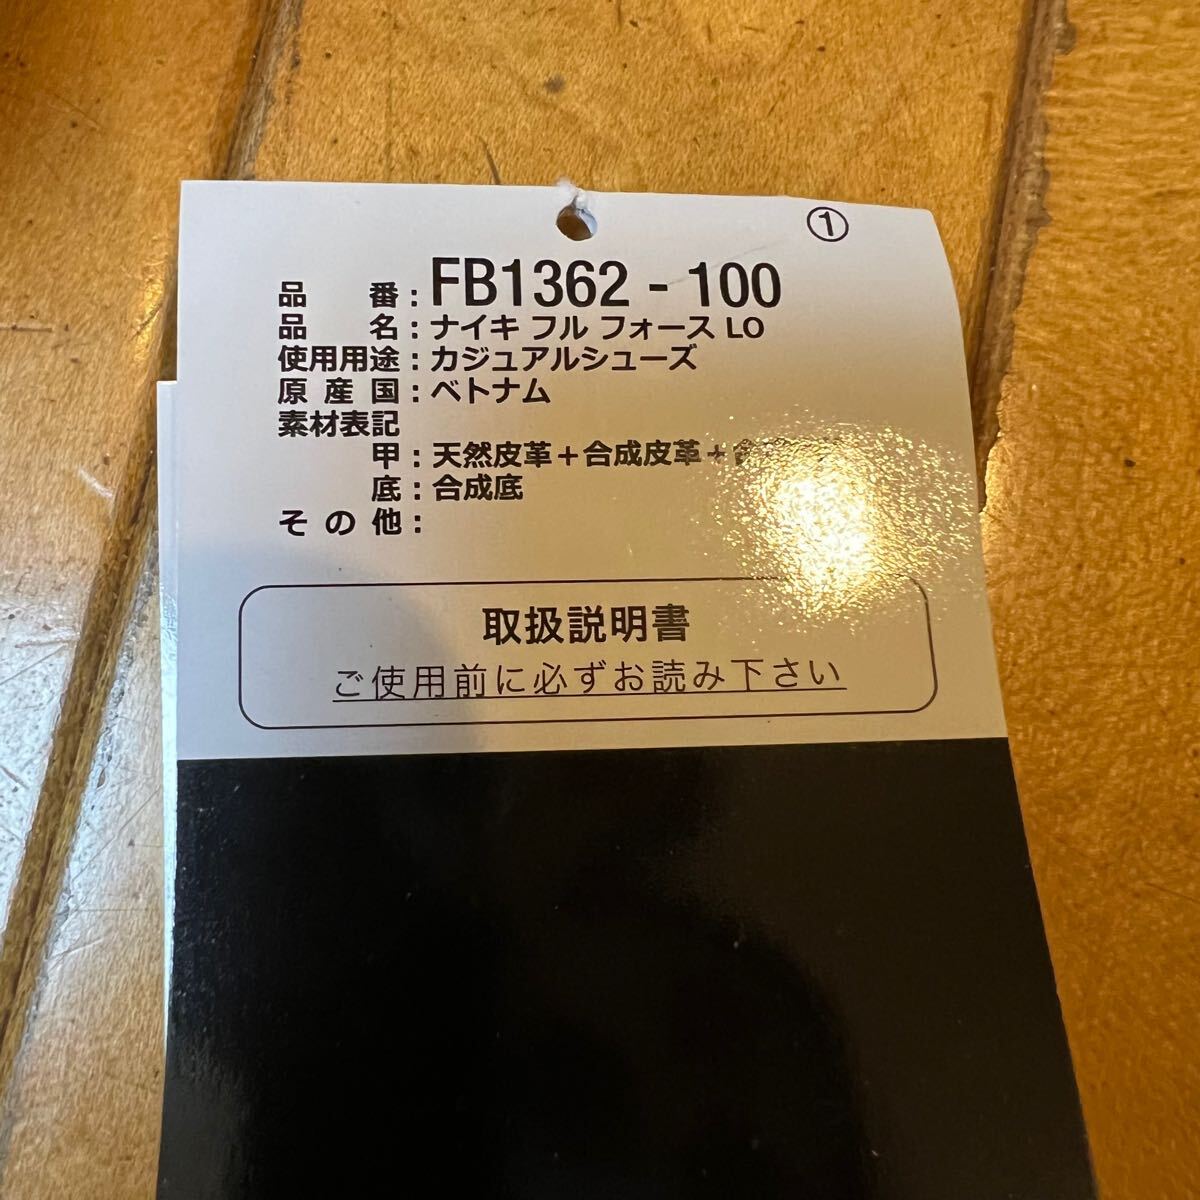 ①
品番:FB1362-100
品名:ナイキ フル フォース LO
使用用途:カジュアルシューズ
原産国:ベトナム
素材表記
甲:天然皮革+合成皮革+
底:合成底
その他:
取扱説明書
ご使用前に必ずお読み下さい